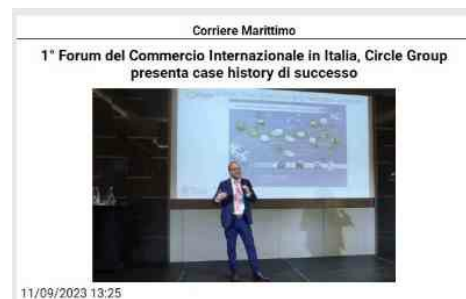 Corriere Marittimo
1° Forum del Commercio Internazionale in Italia, Circle Group
presenta case history di successo
11/09/2023 13:25